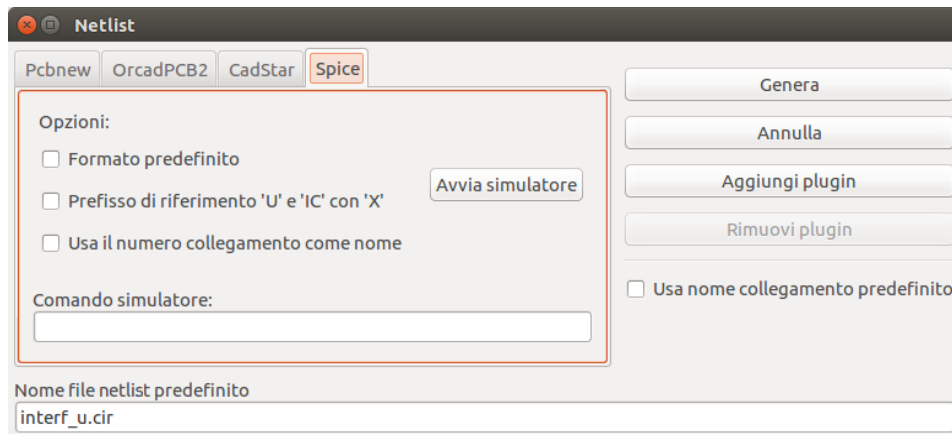 Netlist
Pcbnew OrcadPCB2 CadStar Spice
Opzioni:
Formato predefinito
Prefisso di riferimento 'U' e 'IC' con 'X'
Usa il numero collegamento come nome
Avvia simulatore
Comando simulatore:
Genera
Annulla
Aggiungi plugin
Rimuovi plugin
Usa nome collegamento predefinito
Nome file netlist predefinito
interf_u.cir